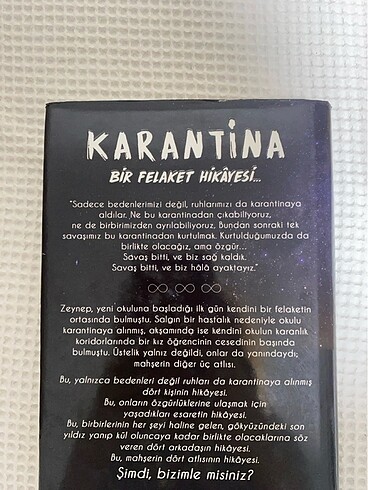 KARANTİNA
BİR FELAKET HİKÂYESİ...
"Sadece bedenlerimizi değil, ruhlarımızı da karantinaya
aldılar. Ne bu karantinadan çıkabiliyoruz,
ne de birbirimizden ayrılabiliyoruz. Bundan sonraki tek
savaşımız bu karantinadan kurtulmak. Kurtulduğumuzda da
birlikte olacağız, ama özgür...
Savaş bitti, ve biz sağ kaldık.
Savaş bitti, ve biz hâlâ ayaktayız."
Zeynep, yeni okuluna başladığı ilk gün kendini bir felaketin
ortasında bulmuştu. Salgın bir hastalık nedeniyle okulu
karantinaya alınmış, akşamında ise kendini okulun karanlık
koridorlarında bir kız öğrencinin cesedinin başında
bulmuştu. Üstelik yalnız değildi, onlar da yanındaydı;
mahşerin diğer üç atlısı.
Bu, yalnızca bedenleri değil ruhları da karantinaya alınmış
dört kişinin hikâyesi.
Bu, onların özgürlüklerine ulaşmak için
yaşadıkları esaretin hikâyesi.
Bu, birbirlerinin her şeyi haline gelen, gökyüzündeki son
yıldız yanıp kül oluncaya kadar birlikte olacaklarına söz
veren dört arkadaşın hikâyesi.
Bu, mahşerin dört atlısının hikâyesi.
Şimdi, bizimle misiniz?